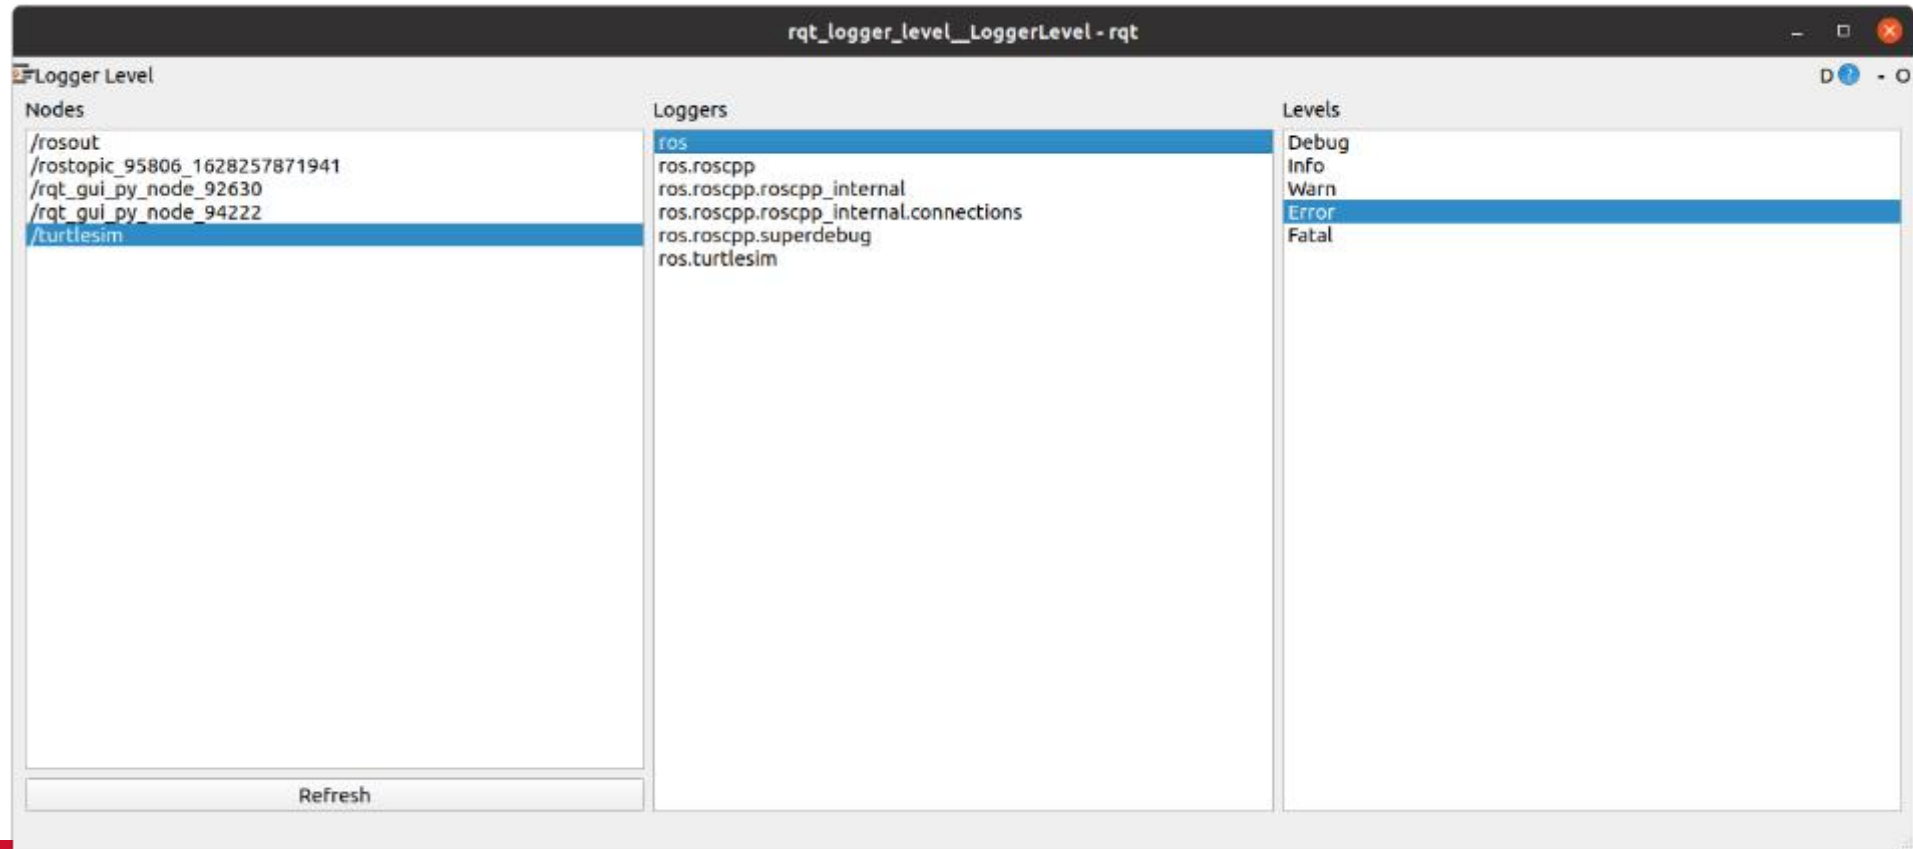 rqt_logger_level__LoggerLevel - rqt
Logger Level
D? - O
Nodes
/rosout
/rostopic_95806_1628257871941
/rqt_gui_py_node_92630
/rqt_gui_py_node_94222
/turtlesim
Refresh
Loggers
ros
ros.roscpp
ros.roscpp.roscpp_internal
ros.roscpp.roscpp_internal.connections
ros.roscpp.superdebug
ros.turtlesim
Levels
Debug
Info
Warn
Error
Fatal